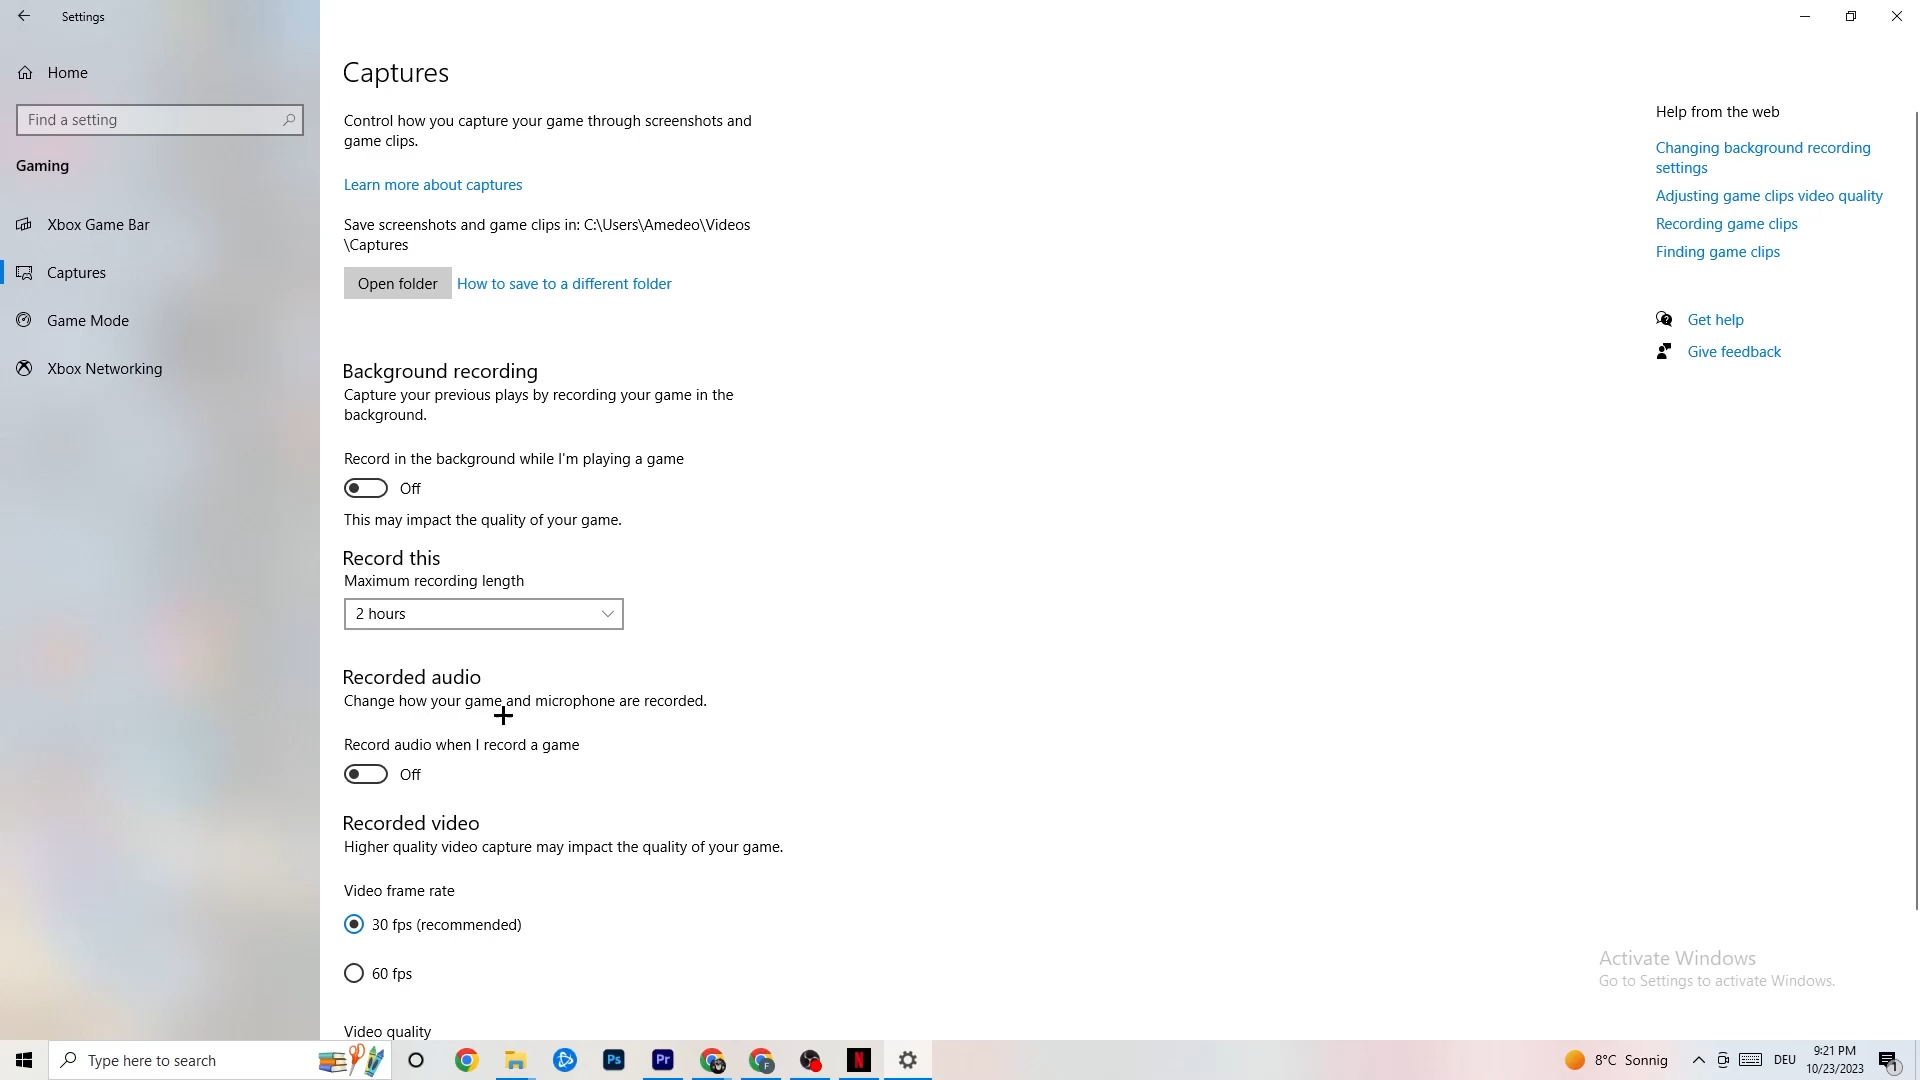 Settings
Home
Find a setting
Gaming
Xbox Game Bar
Captures
Game Mode
Xbox Networking
Captures
Control how you capture your game through screenshots and
game clips.
Learn more about captures
Save screenshots and game clips in: C:\Users\Amedeo\Videos
\Captures
Open folder
How to save to a different folder
Background recording
Capture your previous plays by recording your game in the
background.
Record in the background while I'm playing a game
Off
This may impact the quality of your game.
Record this
Maximum recording length
2 hours
Recorded audio
Change how your game and microphone are recorded.
Record audio when I record a game
Off
Recorded video
Higher quality video capture may impact the quality of your game.
Video frame rate
30 fps (recommended)
60 fps
Video quality
Help from the web
Changing background recording
settings
Adjusting game clips video quality
Recording game clips
Finding game clips
Get help
Give feedback
Activate Windows
Go to Settings to activate Windows.
Type here to search
Ps
Pr
F
N
8°C Sonnig
DEU
9:21 PM
10/23/2023
1